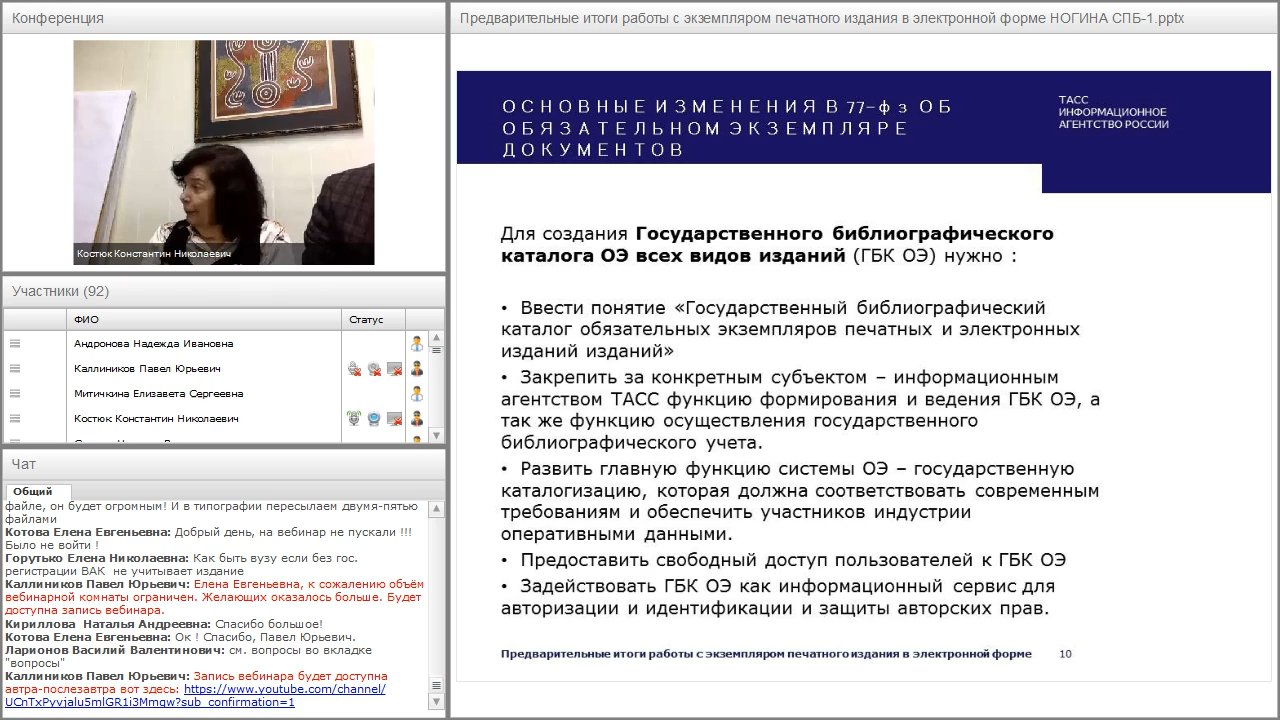 Конференция
Костюк Константин Николаевич
Участники (92)
ФИО
Статус
Андронова Надежда Ивановна
Каллиников Павел Юрьевич
Митичкина Елизавета Сергеевна
Костюк Константин Николаевич
Чат
Общий
файле, он будет огромным! И в типографии пересылаем двумя-пятью
файлами
Котова Елена Евгеньевна: Добрый день, на вебинар не пускали !!!
Было не войти !
Горутько Елена Николаевна: Как быть вузу если без гос.
регистрации ВАК не учитывает издание
Каллиников Павел Юрьевич: Елена Евгеньевна, к сожалению объём
вебинарной комнаты ограничен. Желающих оказалось больше. Будет
доступна запись вебинара.
Кириллова Наталья Андреевна: Спасибо большое!
Котова Елена Евгеньевна: Ок ! Спасибо, Павел Юрьевич.
Ларионов Василий Валентинович: см. вопросы во вкладке
"вопросы"
Каллиников Павел Юрьевич: Запись вебинара будет доступна
автра-послезавтра вот здесь: https://www.youtube.com/channel/
UCnTxPyvjalu5mlGR1i3Mmqw?sub_confirmation=1
Предварительные итоги работы с экземпляром печатного издания в электронной форме НОГИНА СПБ-1.pptx
ОСНОВНЫЕ ИЗМЕНЕНИЯ В 77–ф з ОБ
ОБЯЗАТЕЛЬНОМ ЭКЗЕМПЛЯРЕ
ДОКУМЕНТОВ
ТАСС
ИНФОРМАЦИОННОЕ
АГЕНТСТВО РОССИИ
Для создания Государственного библиографического
каталога ОЭ всех видов изданий (ГБК ОЭ) нужно :
• Ввести понятие «Государственный библиографический
каталог обязательных экземпляров печатных и электронных
изданий изданий»
• Закрепить за конкретным субъектом – информационным
агентством ТАСС функцию формирования и ведения ГБК ОЭ, а
так же функцию осуществления государственного
библиографического учета.
• Развить главную функцию системы ОЭ – государственную
каталогизацию, которая должна соответствовать современным
требованиям и обеспечить участников индустрии
оперативными данными.
• Предоставить свободный доступ пользователей к ГБК ОЭ
• Задействовать ГБК ОЭ как информационный сервис для
авторизации и идентификации и защиты авторских прав.
Предварительные итоги работы с экземпляром печатного издания в электронной форме 10